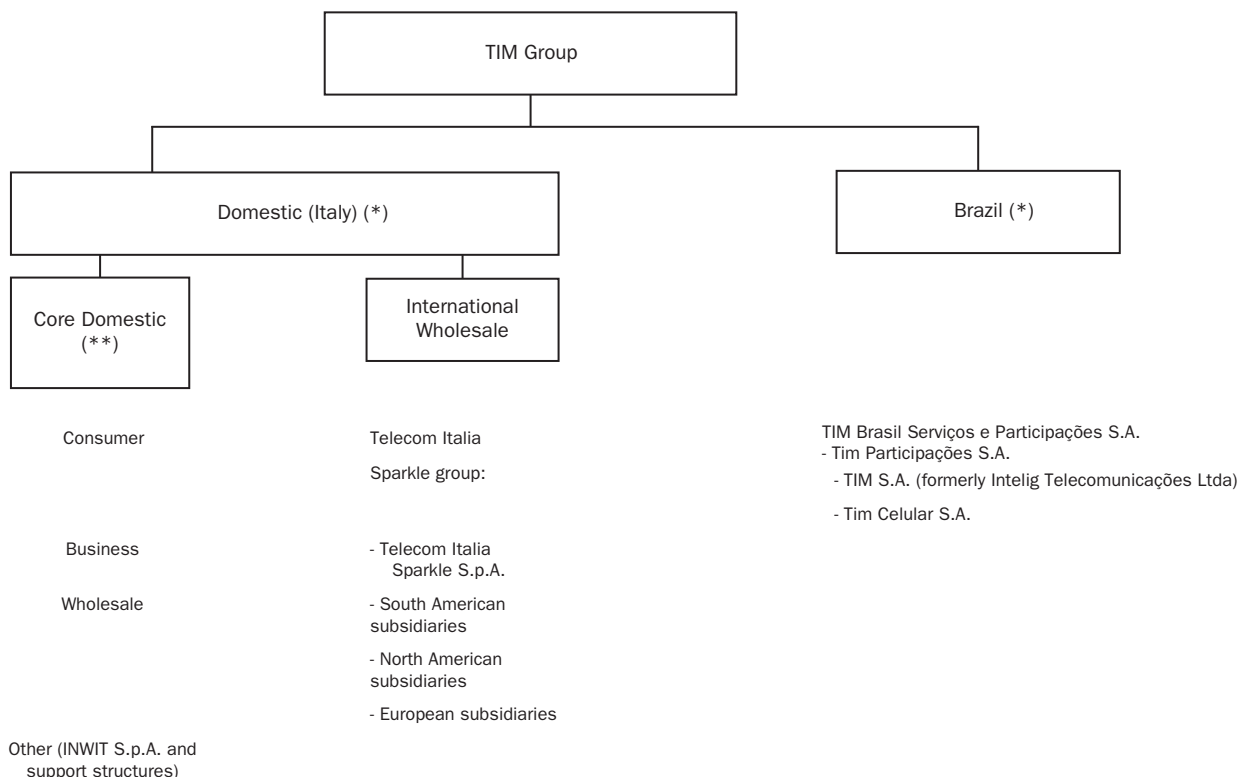 TIM Group
Domestic (Italy) (*)
Brazil (*)
Core Domestic
(**)
International
Wholesale
Consumer
Business
Wholesale
Other (INWIT S.p.A. and
support structures)
Telecom Italia
Sparkle group:
- Telecom Italia
Sparkle S.p.A.
- South American
subsidiaries
- North American
subsidiaries
- European subsidiaries
TIM Brasil Serviços e Participações S.A.
- Tim Participações S.A.
- TIM S.A. (formerly Intelig Telecomunicações Ltda)
- Tim Celular S.A.